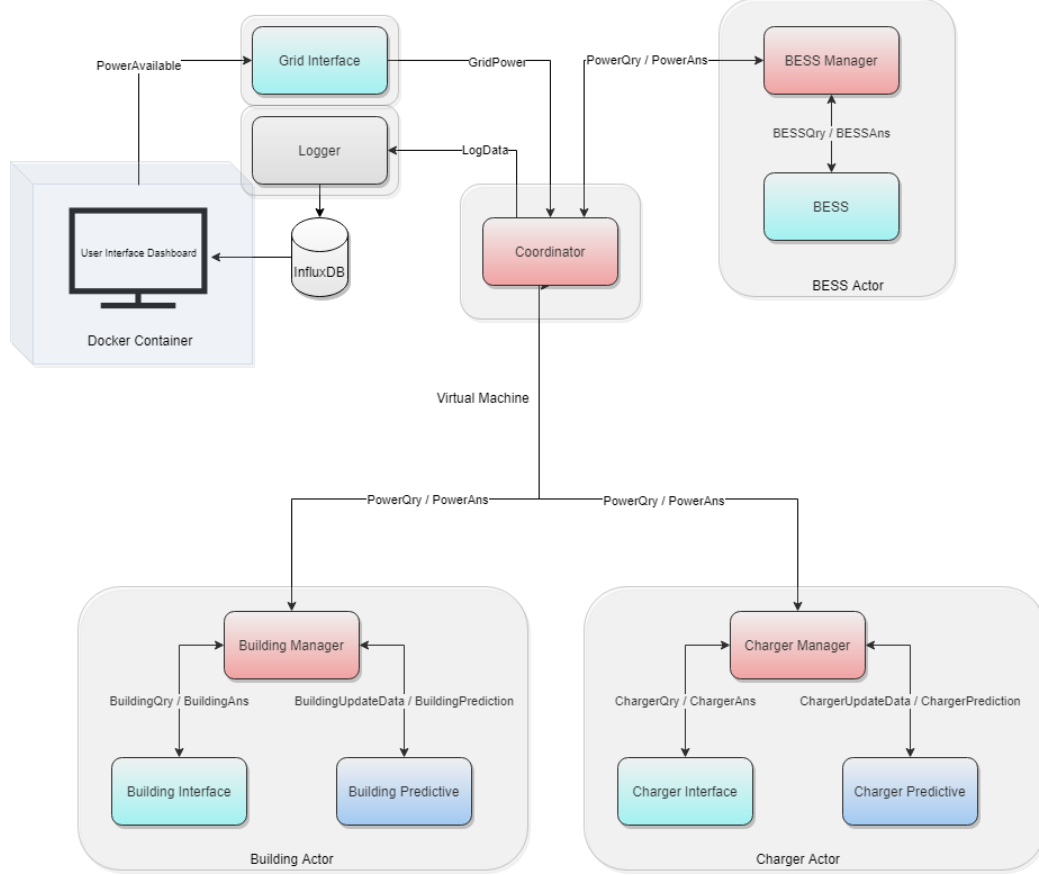 Grid Interface
BESS Manager
PowerAvailable
GridPower
PowerQry / PowerAns
BESSQry / BESSAns
Logger
LogData
BESS
User Interface Dashboard
InfluxDB
Coordinator
BESS Actor
Docker Container
Virtual Machine
PowerQry / PowerAns
PowerQry / PowerAns
Building Manager
Charger Manager
BuildingQry / BuildingAns
BuildingUpdateData / BuildingPrediction
ChargerQry / ChargerAns
ChargerUpdateData / ChargerPrediction
Building Interface
Building Predictive
Charger Interface
Charger Predictive
Building Actor
Charger Actor